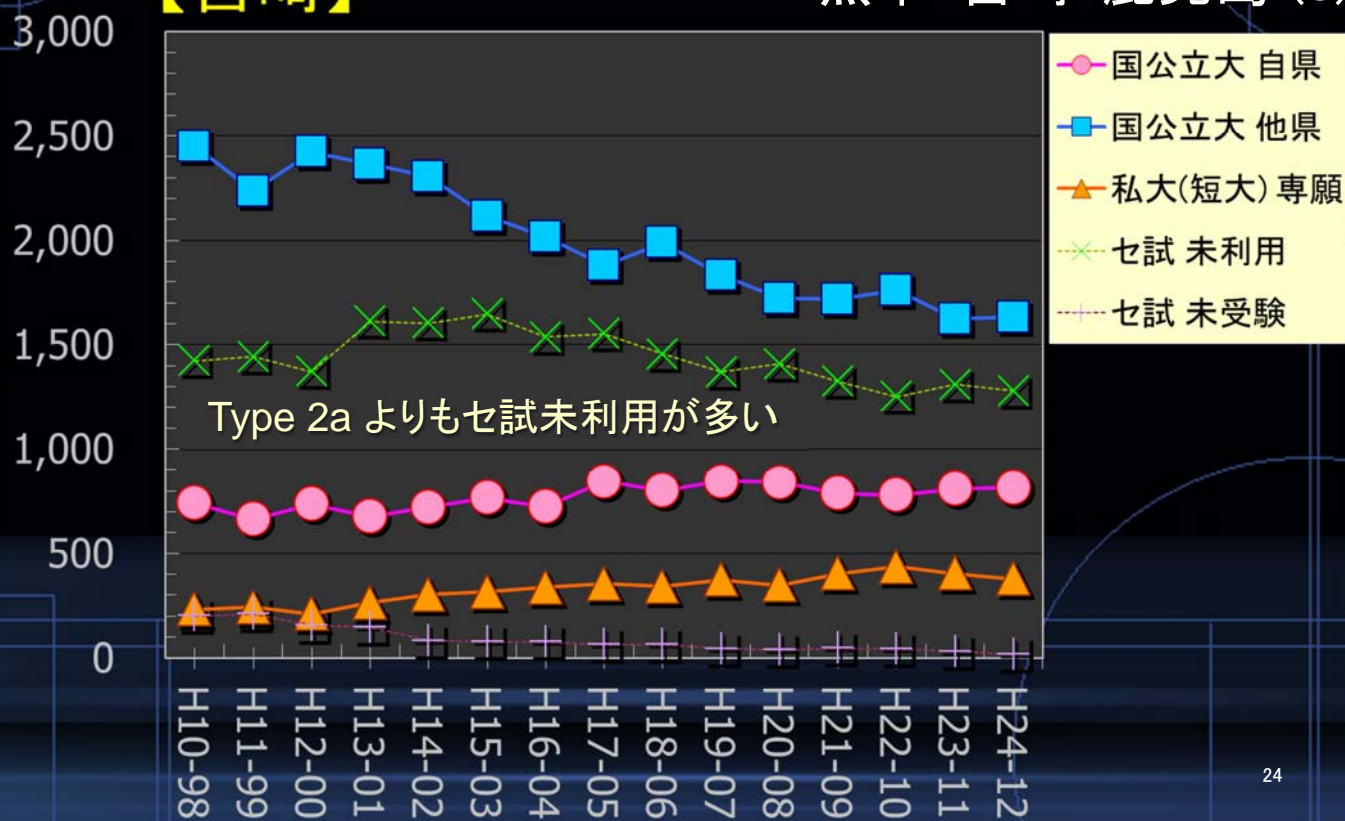 3,000
2,500
2,000
1,500
1,000
500
0
国公立大 自県
国公立大 他県
私大(短大) 専願
セ試 未利用
セ試 未受験
Type 2a よりもセ試未利用が多い
H10-98
H11-99
H12-00
H13-01
H14-02
H15-03
H16-04
H17-05
H18-06
H19-07
H20-08
H21-09
H22-10
H23-11
H24-12
24